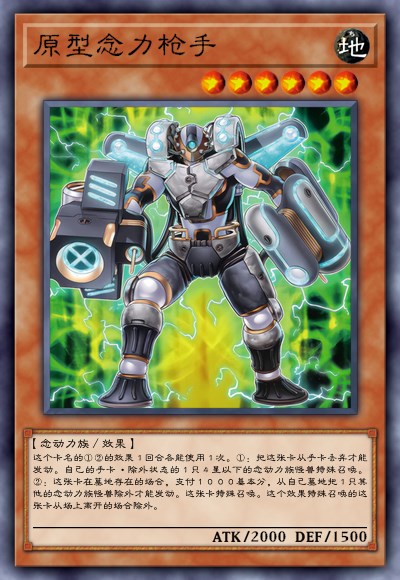 原型念力枪手
地
【念动力族/效果】
这个卡名的①②的效果1回合各能使用1次。①:把这张卡从手卡丢弃才能
发动。自己的手卡·除外状态的1只4星以下的念动力族怪兽特殊召唤。
②:这张卡在墓地存在的场合,支付1000基本分,从自己墓地把1只其
他的念动力族怪兽除外才能发动。这张卡特殊召唤。这个效果特殊召唤的这
张卡从场上离开的场合除外。
ATK/2000 DEF/1500